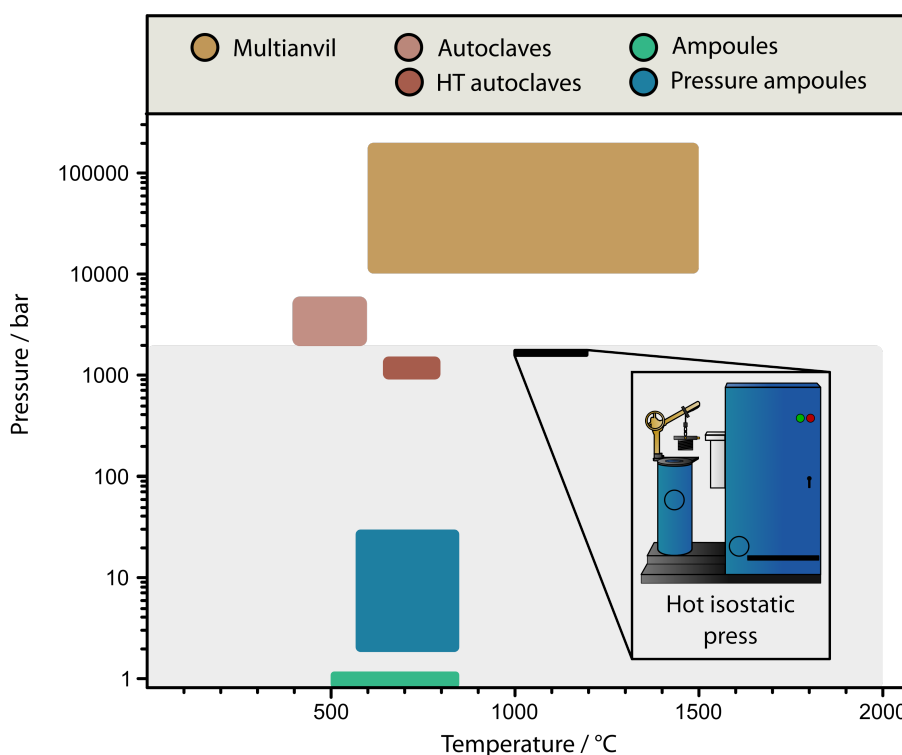 Multianvil
Autoclaves
Ampoules
HT autoclaves
Pressure ampoules
Pressure / bar
100000
10000
1000
100
10
1
Hot isostatic
press
500
1000
1500
2000
Temperature / °C